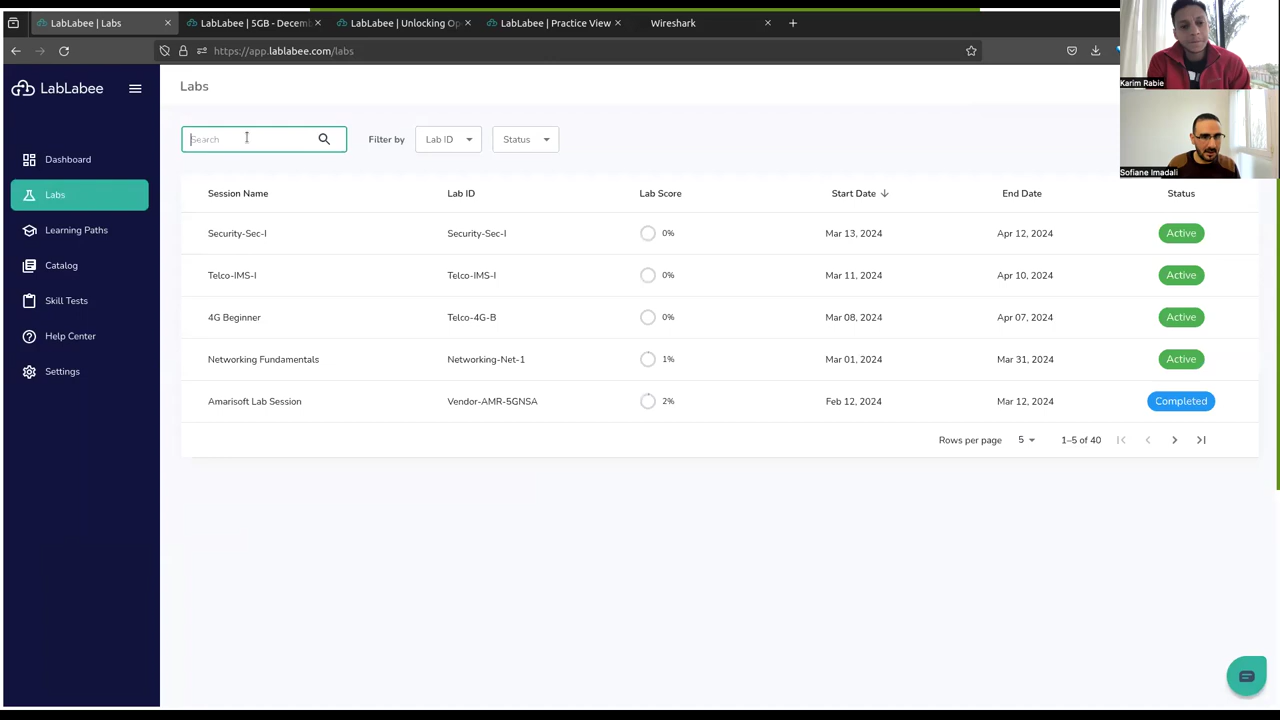 LabLabee | Labs
LabLabee | 5GB - Decemb
LabLabee | Unlocking Op
LabLabee | Practice View
Wireshark
https://app.lablabee.com/labs
Karim Rabie
Sofiane Imadali
LabLabee
Dashboard
Labs
Learning Paths
Catalog
Skill Tests
Help Center
Settings
Labs
Search
Filter by
Lab ID
Status
Session Name Lab ID Lab Score Start Date End Date Status
Security-Sec-I Security-Sec-I 0% Mar 13, 2024 Apr 12, 2024 Active
Telco-IMS-I Telco-IMS-I 0% Mar 11, 2024 Apr 10, 2024 Active
4G Beginner Telco-4G-B 0% Mar 08, 2024 Apr 07, 2024 Active
Networking Fundamentals Networking-Net-1 1% Mar 01, 2024 Mar 31, 2024 Active
Amarisoft Lab Session Vendor-AMR-5GNSA 2% Feb 12, 2024 Mar 12, 2024 Completed
Rows per page 5 1–5 of 40